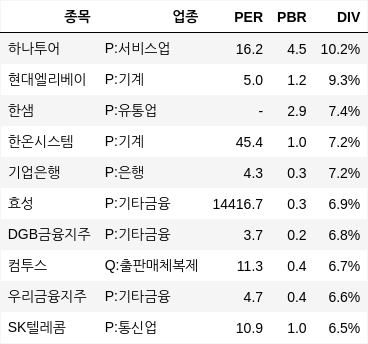 종목 업종 PER PBR DIV
하나투어 P:서비스업 16.2 4.5 10.2%
현대엘리베이 P:기계 5.0 1.2 9.3%
한샘 P:유통업 - 2.9 7.4%
한온시스템 P:기계 45.4 1.0 7.2%
기업은행 P:은행 4.3 0.3 7.2%
효성 P:기타금융 14416.7 0.3 6.9%
DGB금융지주 P:기타금융 3.7 0.2 6.8%
컴투스 Q:출판매체복제 11.3 0.4 6.7%
우리금융지주 P:기타금융 4.7 0.4 6.6%
SK텔레콤 P:통신업 10.9 1.0 6.5%